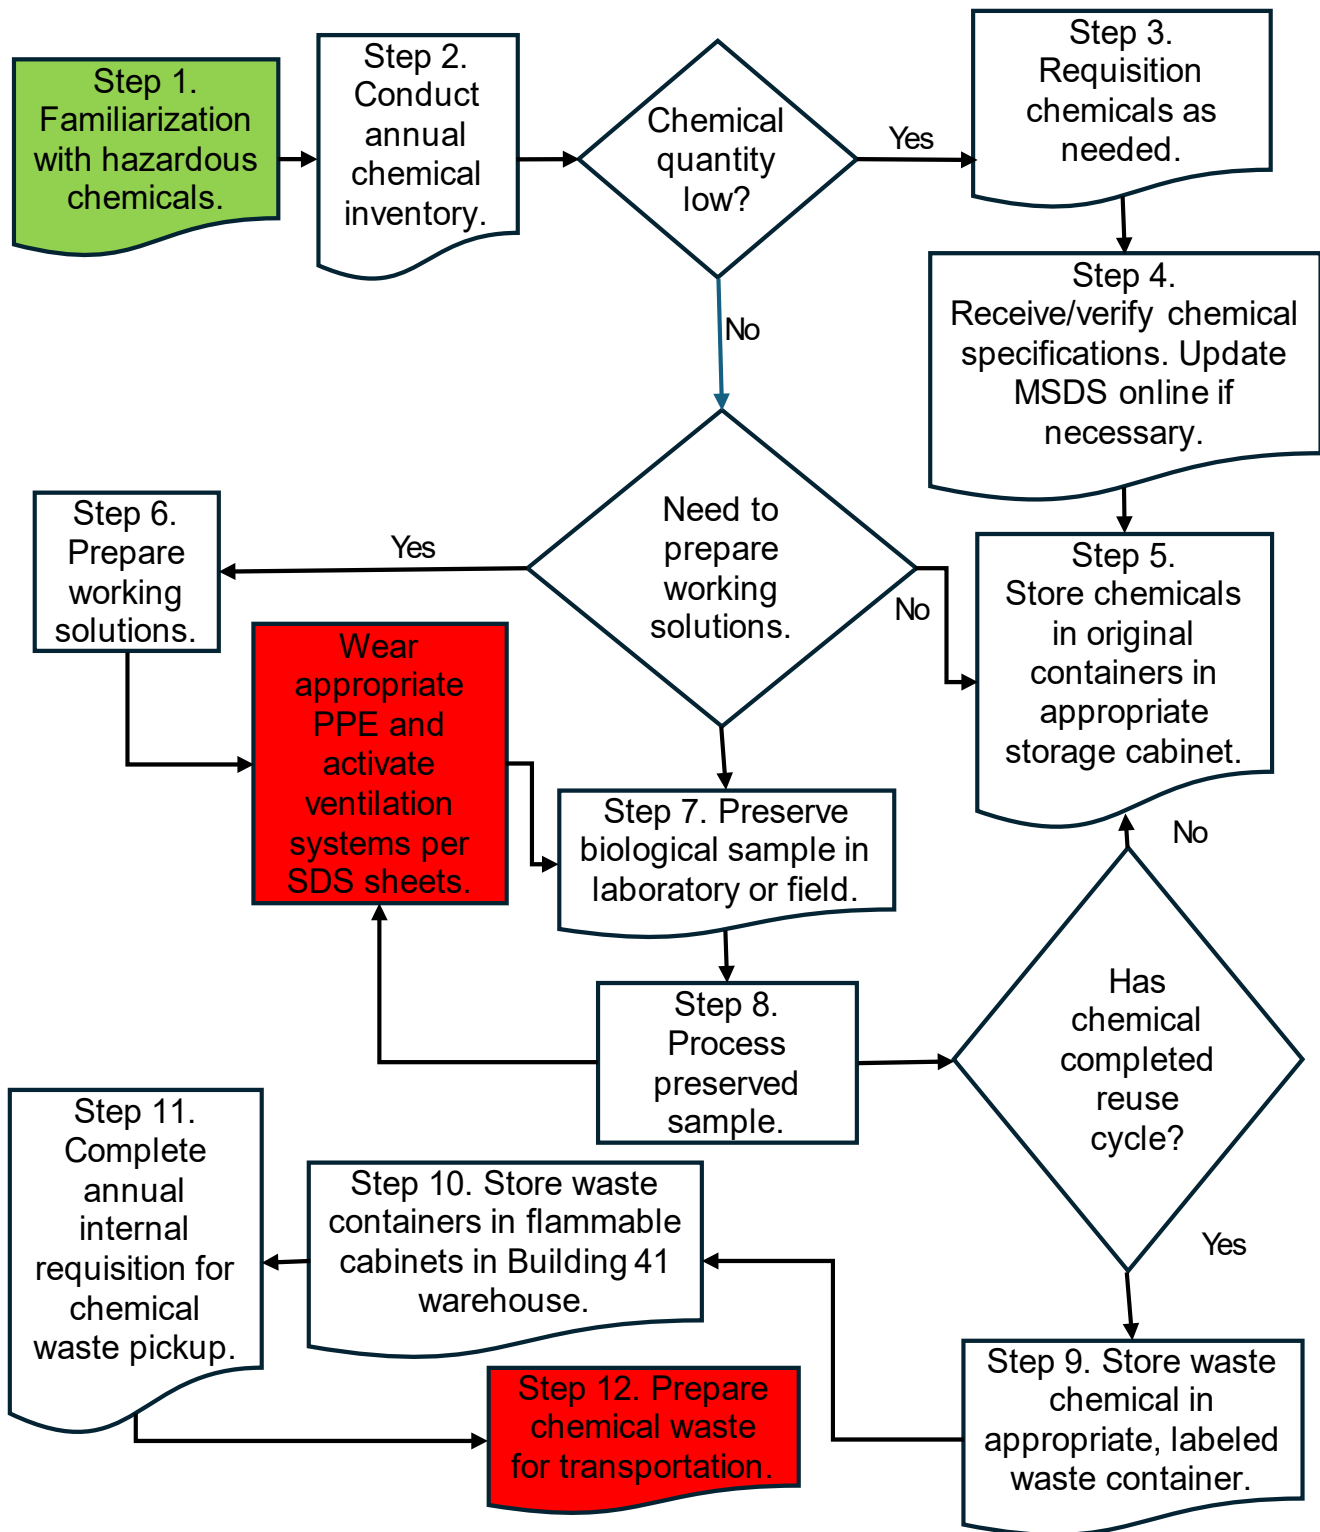 Step 1.
Familiarization
with hazardous
chemicals.
Step 2.
Conduct
annual
chemical
inventory.
Chemical
quantity
low?
Yes
Step 3.
Requisition
chemicals as
needed.
No
Step 4.
Receive/verify chemical
specifications. Update
MSDS online if
necessary.
Need to
prepare
working
solutions.
Yes
No
Step 5.
Store chemicals
in original
containers in
appropriate
storage cabinet.
Step 6.
Prepare
working
solutions.
Wear
appropriate
PPE and
activate
ventilation
systems per
SDS sheets.
Step 7. Preserve
biological sample in
laboratory or field.
Step 8.
Process
preserved
sample.
Has
chemical
completed
reuse
cycle?
No
Yes
Step 9. Store waste
chemical in
appropriate, labeled
waste container.
Step 10. Store waste
containers in flammable
cabinets in Building 41
warehouse.
Step 11.
Complete
annual
internal
requisition for
chemical
waste pickup.
Step 12. Prepare
chemical waste
for transportation.